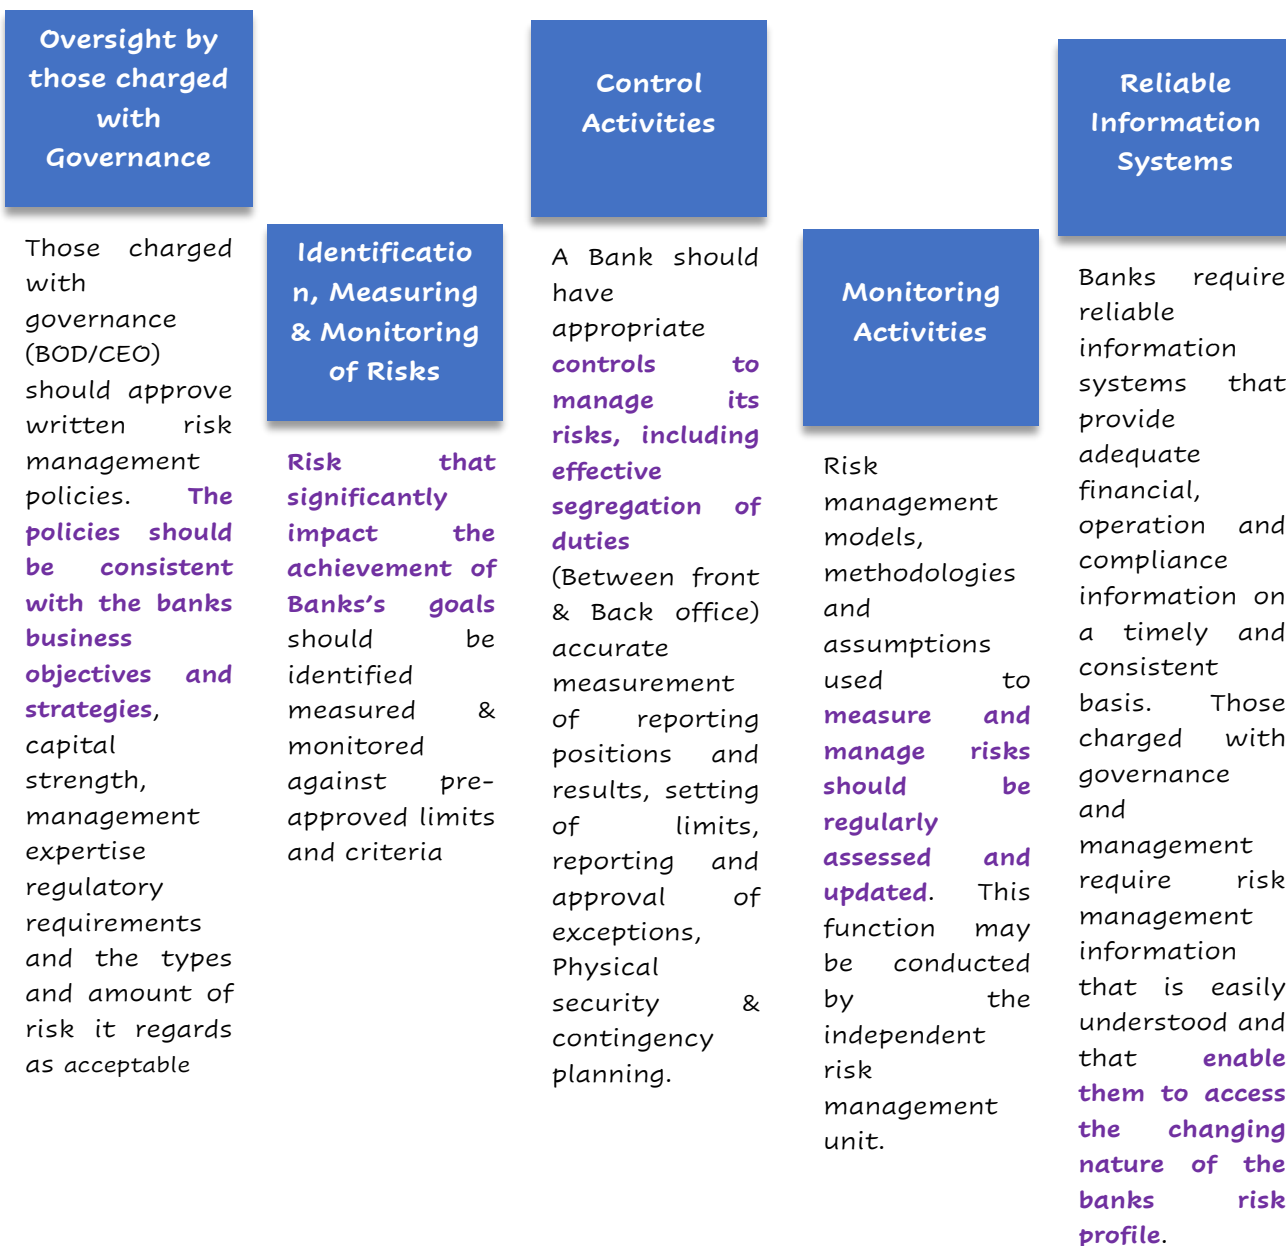 Oversight by
those charged
with
Governance
Those charged
with
governance
(BOD/CEO)
should approve
written risk
management
policies. The
policies should
be consistent
with the banks
business
objectives and
strategies,
capital
strength,
management
expertise
regulatory
requirements
and the types
and amount of
risk it regards
as acceptable
Identificatio
n, Measuring
& Monitoring
of Risks
Risk that
significantly
impact the
achievement of
Banks's goals
should be
identified
measured &
monitored
against pre-
approved limits
and criteria
Control
Activities
A Bank should
have
appropriate
controls to
manage its
risks, including
effective
segregation of
duties
(Between front
& Back office)
accurate
measurement
of reporting
positions and
results, setting
of limits,
reporting and
approval of
exceptions,
Physical
security &
contingency
planning.
Monitoring
Activities
Risk
management
models,
methodologies
and
assumptions
used to
measure and
manage risks
should be
regularly
assessed and
updated. This
function may
be conducted
by the
independent
risk
management
unit.
Reliable
Information
Systems
Banks require
reliable
information
systems that
provide
adequate
financial,
operation and
compliance
information on
a timely and
consistent
basis. Those
charged with
governance
and
management
require risk
management
information
that is easily
understood and
that enable
them to access
the changing
nature of the
banks risk
profile.